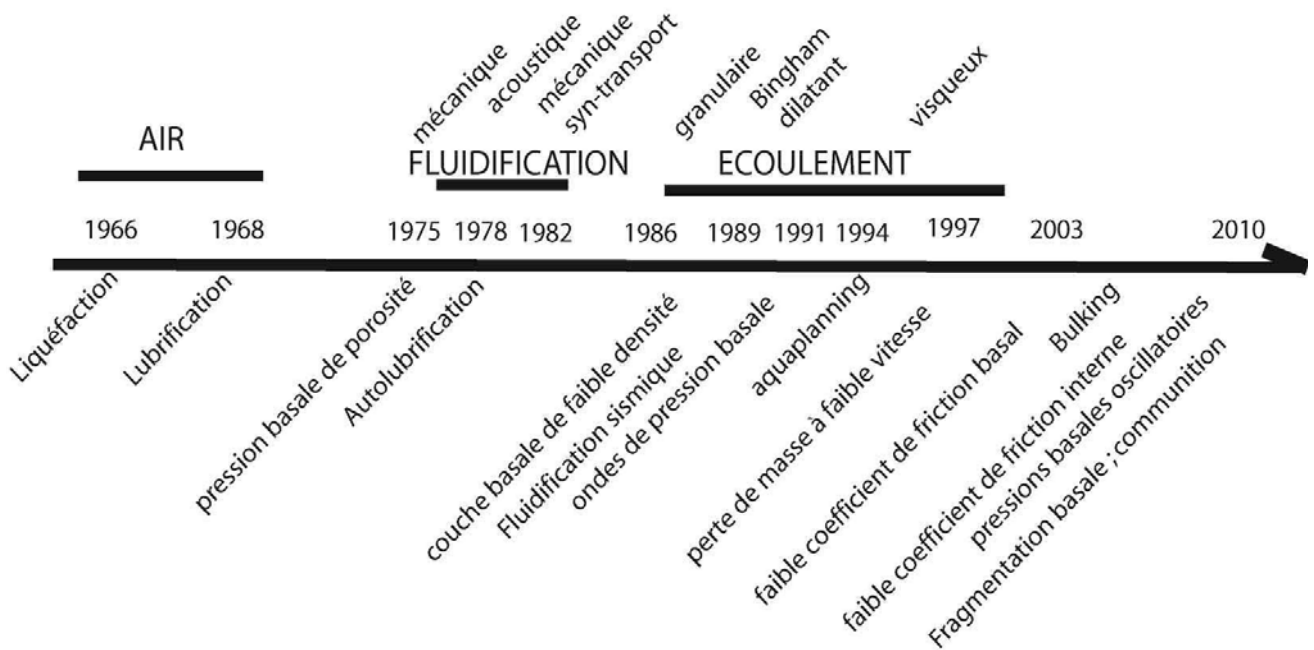 mécanique
acoustique
mécanique
syn-transport
granulaire
Bingham
dilatant
visqueux
AIR
FLUIDIFICATION
ECOULEMENT
1966
1968
1975
1978
1982
1986
1989
1991
1994
1997
2003
2010
Liquéfaction
Lubrification
pression basale de porosité
Autolubrification
couche basale de faible densité
Fluidification sismique
ondes de pression basale
aquaplanning
perte de masse à faible vitesse
faible coefficient de friction basal
Bulking
faible coefficient de friction interne
pressions basales oscillatoires
Fragmentation basale ; communition